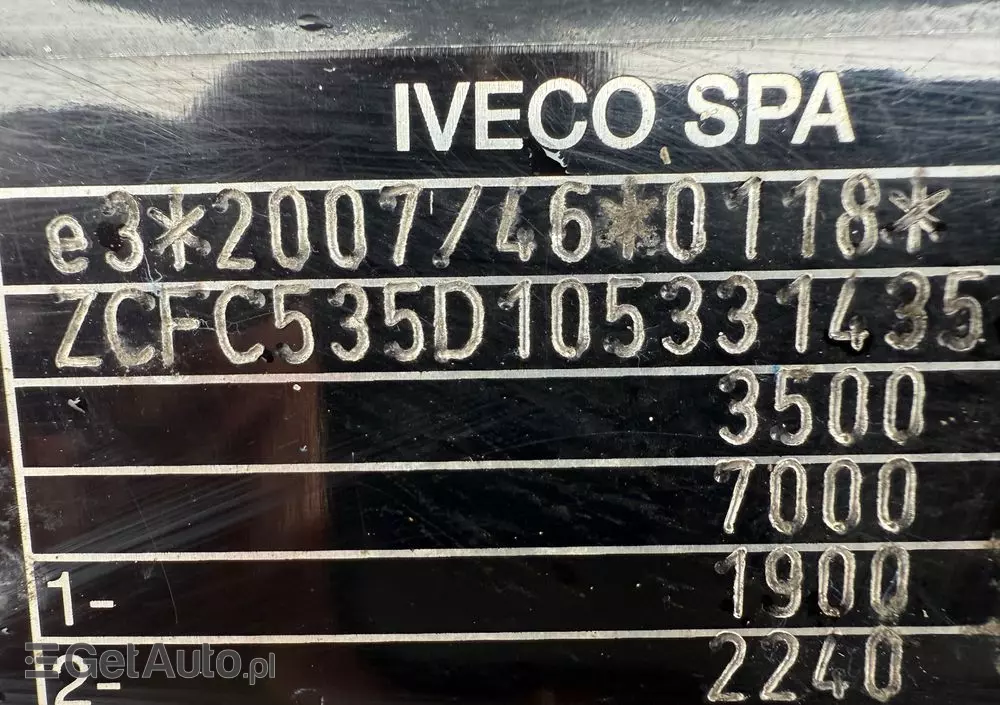 IVECO SPA
e3*2007/46*0118*
ZCFC535D105331435
3500
7000
1- 1900
2- 2240
GetAuto.pl